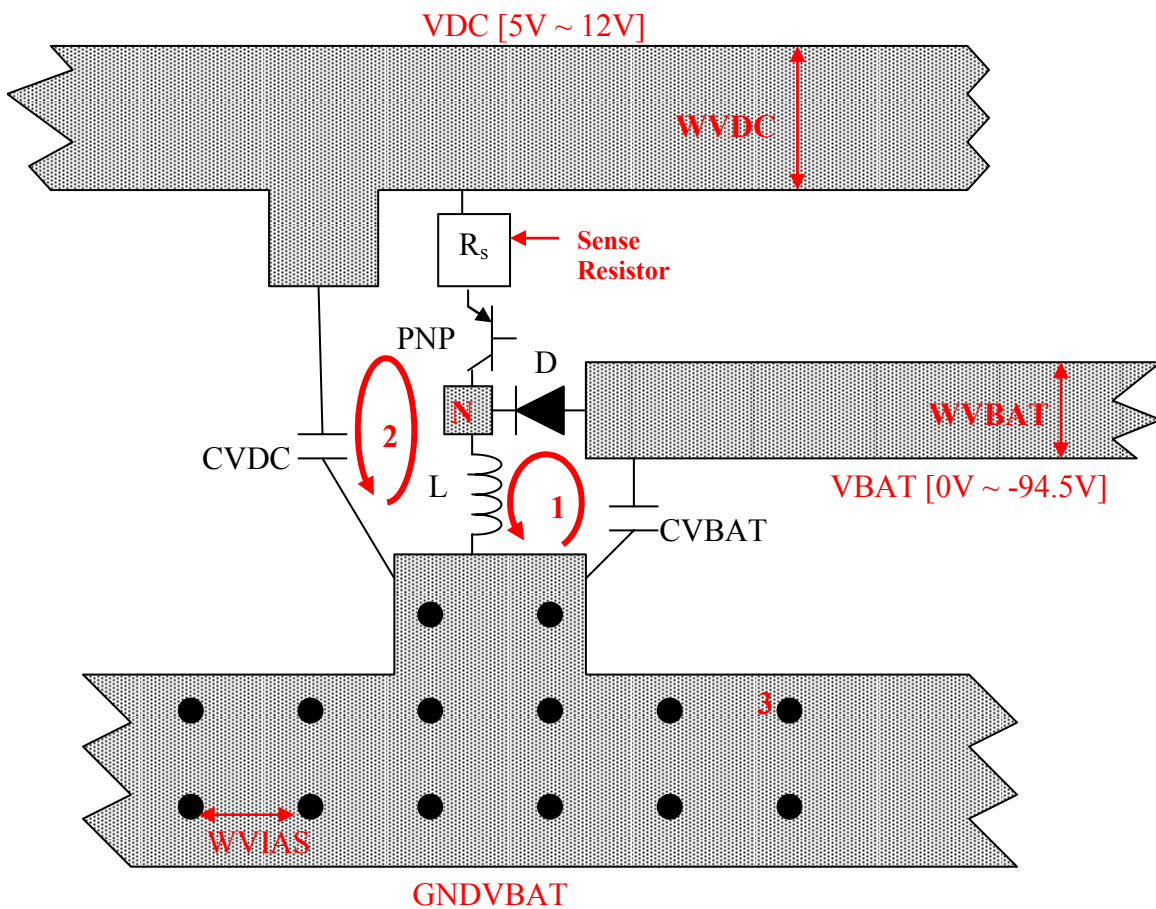 VDC [5V ~ 12V]
WVDC
Rs
Sense
Resistor
PNP
D
N
WVBAT
2
CVDC
L
1
VBAT [0V ~ -94.5V]
CVBAT
3
WVIAS
GNDVBAT